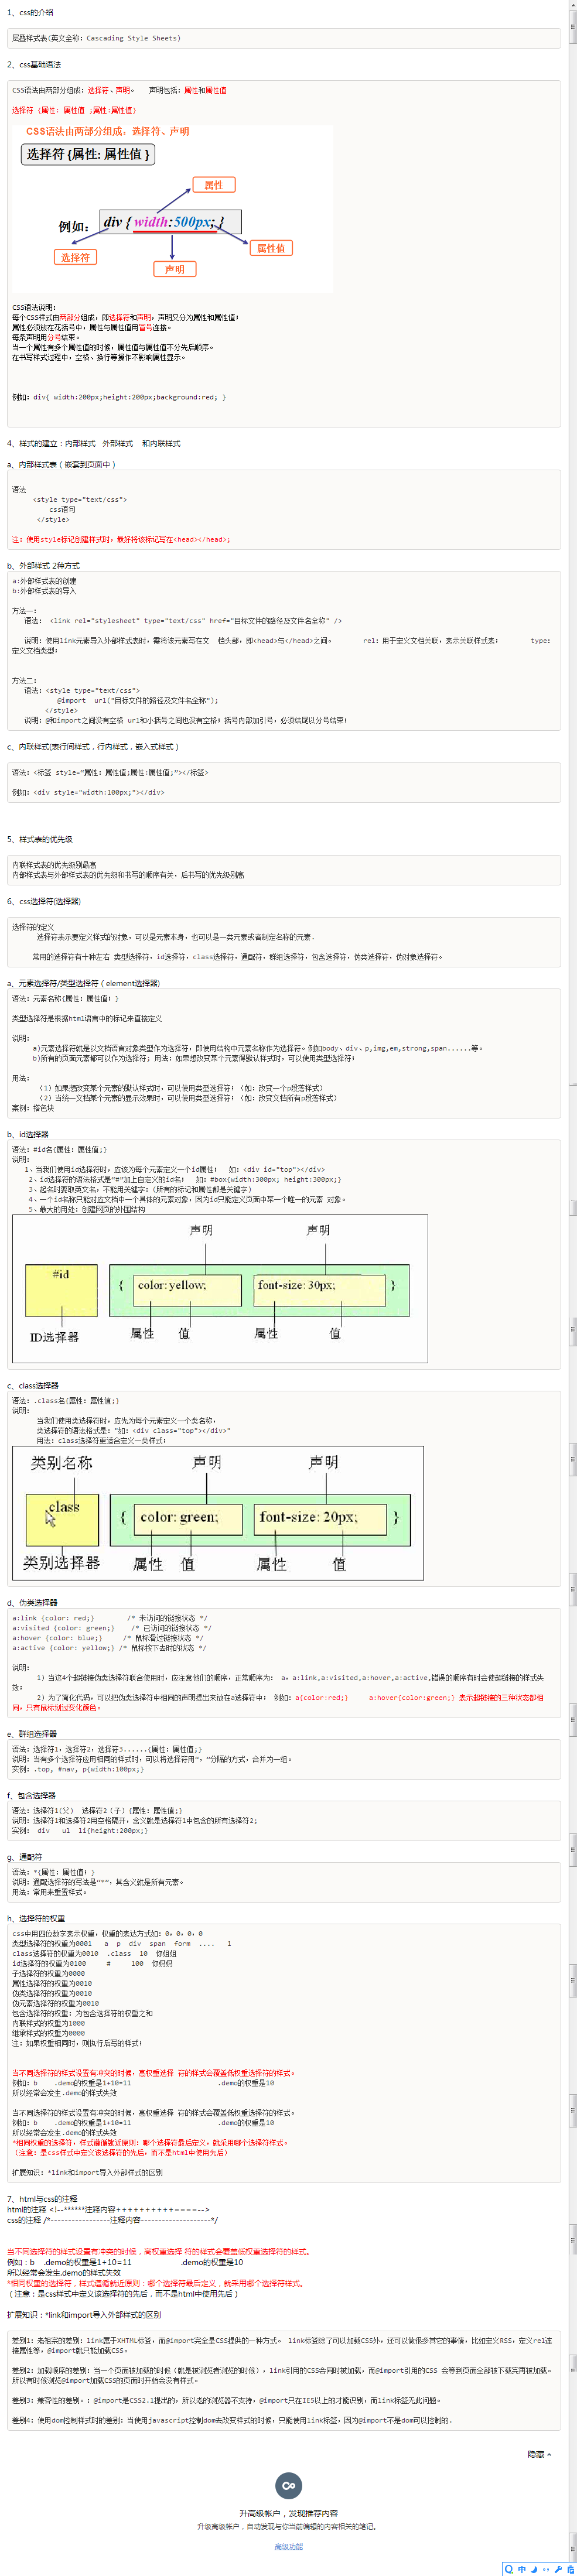 1、css的介绍
层叠样式表(英文全称: Cascading Style Sheets)
2、css基础语法
CSS语法由两部分组成: 选择符、声明。 声明包括: 属性和属性值
选择符 {属性: 属性值 ;属性:属性值}
CSS语法由两部分组成: 选择符、声明
选择符 {属性: 属性值 }
属性
例如: div { width:500px; }
选择符
属性值
声明
CSS语法说明:
每个CSS样式由两部分组成, 即选择符和声明, 声明又分为属性和属性值;
属性必须放在花括号中, 属性与属性值用冒号连接。
每条声明用分号结束。
当一个属性有多个属性值的时候, 属性值与属性值不分先后顺序。
在书写样式过程中, 空格、换行等操作不影响属性显示。
例如: div{ width:200px;height:200px;background:red; }
4、样式的建立：内部样式 外部样式 和内联样式
a、内部样式表（嵌套到页面中）
语法
<style type="text/css">
css语句
</style>
注: 使用style标记创建样式时, 最好将该标记写在<head></head>;
b、外部样式 2种方式
a:外部样式表的创建
b:外部样式表的导入
方法一:
语法: <link rel="stylesheet" type="text/css" href="目标文件的路径及文件名全称" />
说明: 使用link元素导入外部样式表时, 需将该元素写在文 档头部, 即<head>与</head>之间。 rel: 用于定义文档关联, 表示关联样式表; type:
定义文档类型;
方法二:
语法: <style type="text/css">
@import url("目标文件的路径及文件名全称");
</style>
说明: @和import之间没有空格 url和小括号之间也没有空格; 括号内部加引号, 必须结尾以分号结束;
c、内联样式(表行间样式，行内样式，嵌入式样式）
语法: <标签 style="属性: 属性值;属性:属性值;"></标签>
例如: <div style="width:100px;"></div>
5、样式表的优先级
内联样式表的优先级别最高
内部样式表与外部样式表的优先级和书写的顺序有关, 后书写的优先级别高
6、css选择符(选择器)
选择符的定义
选择符表示要定义样式的对象, 可以是元素本身, 也可以是一类元素或者制定名称的元素.
常用的选择符有十种左右 类型选择符, id选择符, class选择符, 通配符, 群组选择符, 包含选择符, 伪类选择符, 伪对象选择符。
a、元素选择符/类型选择符（element选择器)
语法: 元素名称{属性: 属性值; }
类型选择符是根据html语言中的标记来直接定义
说明:
a)元素选择符就是以文档语言对象类型作为选择符, 即使用结构中元素名称作为选择符。例如body、div、p,img,em,strong,span......等。
b)所有的页面元素都可以作为选择符; 用法: 如果想改变某个元素得默认样式时, 可以使用类型选择符;
用法:
（1）如果想改变某个元素的默认样式时, 可以使用类型选择符;（如: 改变一个p段落样式）
（2）当统一文档某个元素的显示效果时, 可以使用类型选择符;（如: 改变文档所有p段落样式）
案例: 搭色块
b、id选择器
语法: #id名{属性: 属性值;}
说明:
1、当我们使用id选择符时, 应该为每个元素定义一个id属性; 如: <div id="top"></div>
2、id选择符的语法格式是"#"加上自定义的id名; 如: #box{width:300px; height:300px;}
3、起名时要取英文名, 不能用关键字: (所有的标记和属性都是关键字)
4、一个id名称只能对应文档中一个具体的元素对象, 因为id只能定义页面中某一个唯一的元素 对象。
5、最大的用处: 创建网页的外围结构
声明 声明
#id
{ color: yellow; font-size: 30px; }
ID选择器 属性 值 属性 值
c、class选择器
语法: .class名{属性: 属性值;}
说明:
当我们使用类选择符时, 应先为每个元素定义一个类名称,
类选择符的语法格式是: "如: <div class="top"></div>"
用法: class选择符更适合定义一类样式;
类别名称 声明 声明
class
{ color: green; font-size: 20px; }
类别选择器 属性 值 属性 值
d、伪类选择器
a:link {color: red;} /* 未访问的链接状态 */
a:visited {color: green;} /* 已访问的链接状态 */
a:hover {color: blue;} /* 鼠标滑过链接状态 */
a:active {color: yellow;} /* 鼠标按下去时的状态 */
说明:
1) 当这4个超链接伪类选择符联合使用时, 应注意他们的顺序, 正常顺序为: a, a:link,a:visited,a:hover,a:active,错误的顺序有时会使超链接的样式失
效;
2) 为了简化代码, 可以把伪类选择符中相同的声明提出来放在a选择符中; 例如: a{color:red;} a:hover{color:green;} 表示超链接的三种状态都相
同, 只有鼠标划过变化颜色。
e、群组选择器
语法: 选择符1, 选择符2, 选择符3......{属性: 属性值;}
说明: 当有多个选择符应用相同的样式时, 可以将选择符用",”分隔的方式, 合并为一组。
实例: .top, #nav, p{width:100px;}
f、包含选择器
语法: 选择符1(父) 选择符2 (子) {属性: 属性值;}
说明: 选择符1和选择符2用空格隔开, 含义就是选择符1中包含的所有选择符2;
实例: div ul li{height:200px;}
g、通配符
语法: *{属性: 属性值; }
说明: 通配选择符的写法是"*", 其含义就是所有元素。
用法: 常用来重置样式。
h、选择符的权重
css中用四位数字表示权重, 权重的表达方式如: 0, 0, 0, 0
类型选择符的权重为0001 a p div span form .... 1
class选择符的权重为0010 .class 10 你姐姐
id选择符的权重为0100 # 100 你妈妈
子选择符的权重为0000
属性选择符的权重为0010
伪类选择符的权重为0010
伪元素选择符的权重为0010
包含选择符的权重: 为包含选择符的权重之和
内联样式的权重为1000
继承样式的权重为0000
注: 如果权重相同时, 则执行后写的样式;
当不同选择符的样式设置有冲突的时候, 高权重选择 符的样式会覆盖低权重选择符的样式。
例如: b .demo的权重是1+10=11 .demo的权重是10
所以经常会发生.demo的样式失效
当不同选择符的样式设置有冲突的时候, 高权重选择 符的样式会覆盖低权重选择符的样式。
例如: b .demo的权重是1+10=11 .demo的权重是10
所以经常会发生.demo的样式失效
*相同权重的选择符, 样式遵循就近原则: 哪个选择符最后定义, 就采用哪个选择符样式。
（注意: 是css样式中定义该选择符的先后, 而不是html中使用先后）
扩展知识: *link和import导入外部样式的区别
7、html与css的注释
html的注释 <!--******注释内容++++++++++====-->
css的注释 /*-----------------注释内容--------------------*/
当不同选择符的样式设置有冲突的时候，高权重选择 符的样式会覆盖低权重选择符的样式。
例如：b .demo的权重是1+10=11 .demo的权重是10
所以经常会发生.demo的样式失效
*相同权重的选择符，样式遵循就近原则：哪个选择符最后定义，就采用哪个选择符样式。
（注意：是css样式中定义该选择符的先后，而不是html中使用先后）
扩展知识：*link和import导入外部样式的区别
差别1: 老祖宗的差别: link属于XHTML标签, 而@import完全是CSS提供的一种方式。 link标签除了可以加载CSS外, 还可以做很多其它的事情, 比如定义RSS, 定义rel连
接属性等, @import就只能加载CSS。
差别2: 加载顺序的差别: 当一个页面被加载的时候 (就是被浏览者浏览的时候), link引用的CSS会同时被加载, 而@import引用的CSS 会等到页面全部被下载完再被加载。
所以有时候浏览@import加载CSS的页面时开始会没有样式。
差别3: 兼容性的差别。: @import是CSS2.1提出的, 所以老的浏览器不支持, @import只在IE5以上的才能识别, 而link标签无此问题。
差别4: 使用dom控制样式时的差别: 当使用javascript控制dom去改变样式的时候, 只能使用link标签, 因为@import不是dom可以控制的.
隐藏
升高级帐户，发现推荐内容
升级高级帐户，自动发现与你当前编辑的内容相关的笔记。
高级功能
中